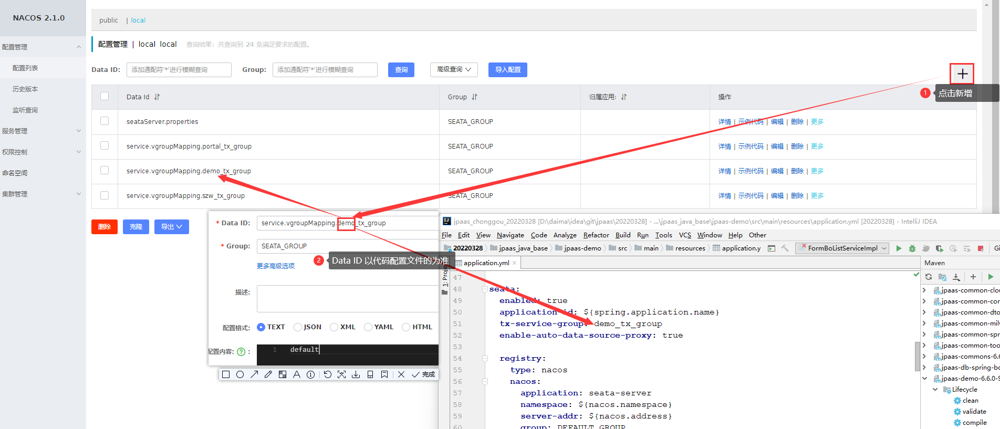 NACOS 2.1.0
public | local
配置管理 | local local 查询结果：共查询到 24 条满足要求的配置。
Data ID: 添加通配符'*'进行模糊查询 Group: 添加通配符'*'进行模糊查询 查询 高级查询 导入配置
1 点击新增
配置管理
配置列表
历史版本
监听查询
服务管理
权限控制
命名空间
集群管理
Data Id Group 归属应用: 操作
seataServer.properties SEATA_GROUP 详情 | 示例代码 | 编辑 | 删除 | 更多
service.vgroupMapping.portal_tx_group SEATA_GROUP 详情 | 示例代码 | 编辑 | 删除 | 更多
service.vgroupMapping.demo_tx_group SEATA_GROUP 详情 | 示例代码 | 编辑 | 删除 | 更多
service.vgroupMapping.szw_tx_group SEATA_GROUP 详情 | 示例代码 | 编辑 | 删除 | 更多
删除 克隆 导出
* Data ID: service.vgroupMapping.demo_tx_group
* Group: SEATA_GROUP
更多高级选项
2 Data ID 以代码配置文件的为准
描述:
配置格式: TEXT JSON XML YAML HTML
配置内容: ? :
1 default
完成
jpaas_chonggou_20220328 [D:\daima\idea\git\jpaas\20220328] - ...\jpaas_java_base\jpaas-demo\src\main\resources\application.yml [20220328] - IntelliJ IDEA
File Edit View Navigate Code Analyze Refactor Build Run Tools VCS Window Help Other
20220328 jpaas_java_base jpaas-demo src main resources application.y FormBoListServiceImpl Gi
application.yml
1: Proje
47
48 seata:
49 enabled: true
50 application-id: ${spring.application.name}
51 tx-service-group: demo_tx_group
52 enable-auto-data-source-proxy: true
53
54 registry:
55 type: nacos
56 nacos:
57 application: seata-server
58 namespace: ${nacos.namespace}
59 server-addr: ${nacos.address}
60 group: DEFAULT_GROUP
Maven
jpaas-common-clou
jpaas-common-cor
jpaas-common-dto
jpaas-common-milv
jpaas-common-spr
jpaas-common-too
jpaas-commons-6.6
jpaas-db-spring-bo
jpaas-demo-6.6.0-S
Lifecycle
clean
validate
compile